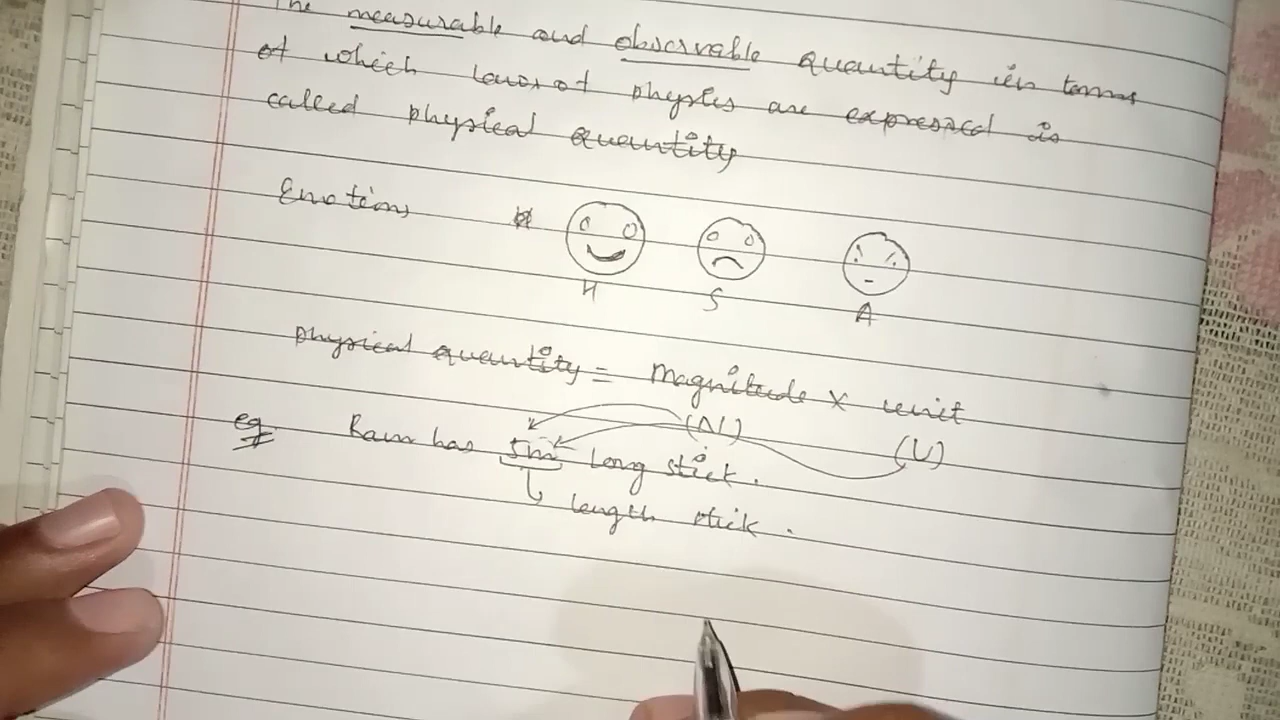 The measurable and observable quantity in terms
of which laws of physics are expressed is
called physical quantity
Emotions
H S A
physical quantity = Magnitude × unit
(N) (U)
eg Ram has 5m long stick.
length stick.